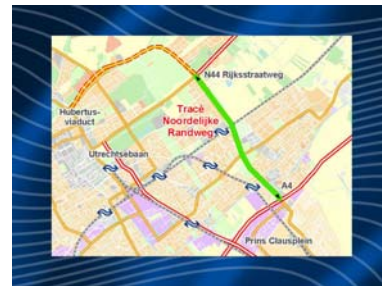 N44 Rijksstraatweg
Tracé
Noordelijke
Randweg
Hubertus-
viaduct
Utrechtsebaan
A4
Prins Clausplein